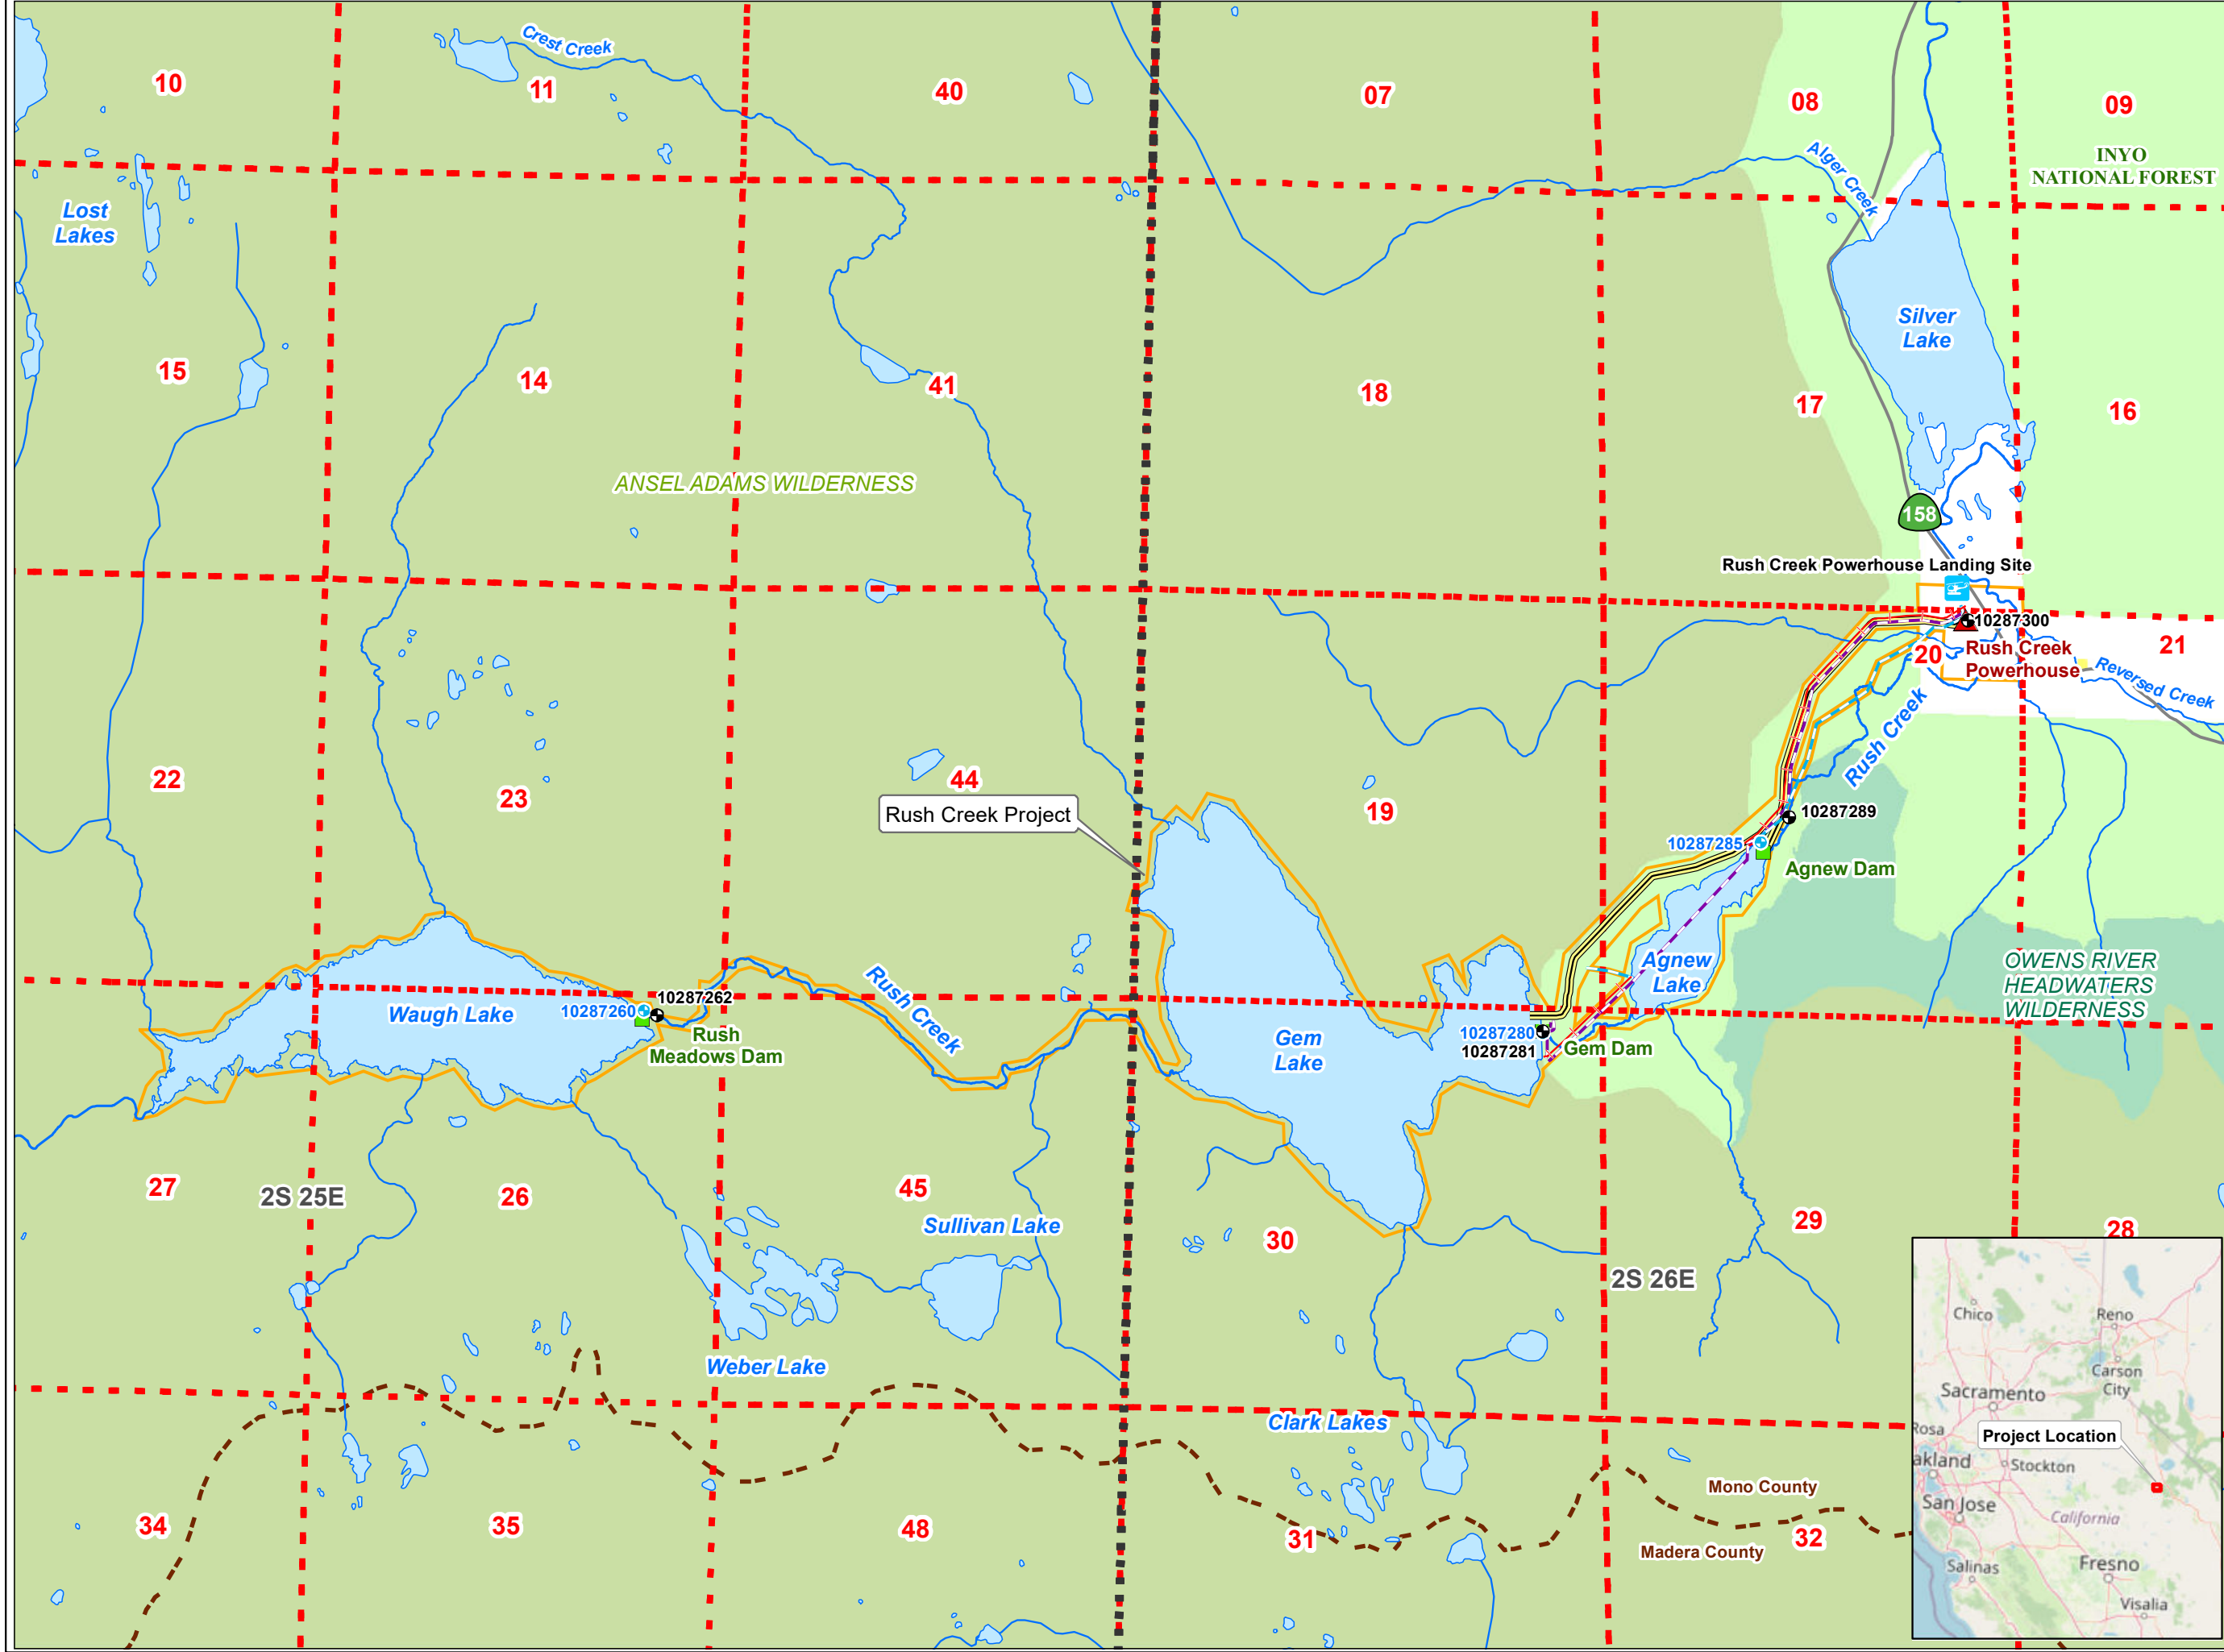 Crest Creek
10
11
40
07
08
09
INYO
NATIONAL FOREST
Alger Creek
Lost
Lakes
Silver
Lake
15
14
41
18
17
16
ANSEL ADAMS WILDERNESS
158
Rush Creek Powerhouse Landing Site
10287300
20
Rush Creek
Powerhouse
21
Reversed Creek
Rush Creek
22
23
44
Rush Creek Project
19
10287289
10287285
Agnew Dam
Agnew
Lake
OWENS RIVER
HEADWATERS
WILDERNESS
Waugh Lake
10287260
10287262
Rush
Meadows Dam
Rush Creek
Gem
Lake
10287280
10287281
Gem Dam
27
2S 25E
26
45
Sullivan Lake
30
29
28
2S 26E
Weber Lake
Clark Lakes
Mono County
Madera County
34
35
48
31
32
Chico
Reno
Carson
City
Sacramento
Rosa
Project Location
akland
Stockton
San Jose
California
Salinas
Fresno
Visalia